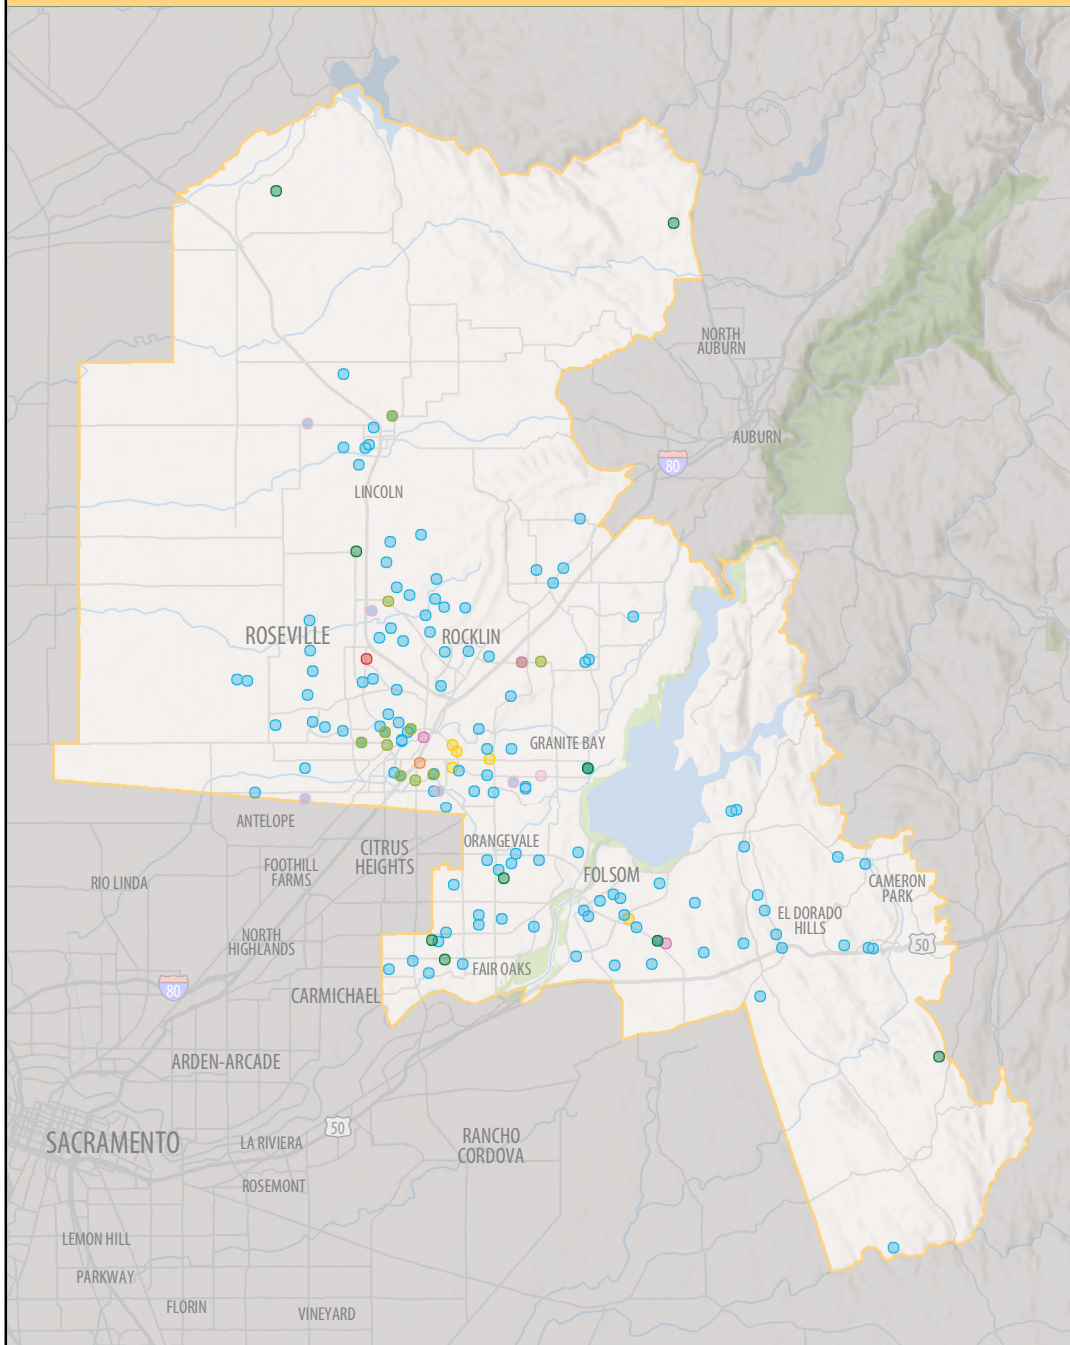 NORTH
AUBURN
AUBURN
80
LINCOLN
ROSEVILLE
ROCKLIN
GRANITE BAY
ANTELOPE
CITRUS
HEIGHTS
ORANGEVALE
FOOTHILL
FARMS
RIO LINDA
FOLSOM
CAMERON
PARK
EL DORADO
HILLS
NORTH
HIGHLANDS
50
FAIR OAKS
80
CARMICHAEL
ARDEN-ARCADE
50
SACRAMENTO
LA RIVIERA
RANCHO
CORDOVA
ROSEMONT
LEMON HILL
PARKWAY
FLORIN
VINEYARD